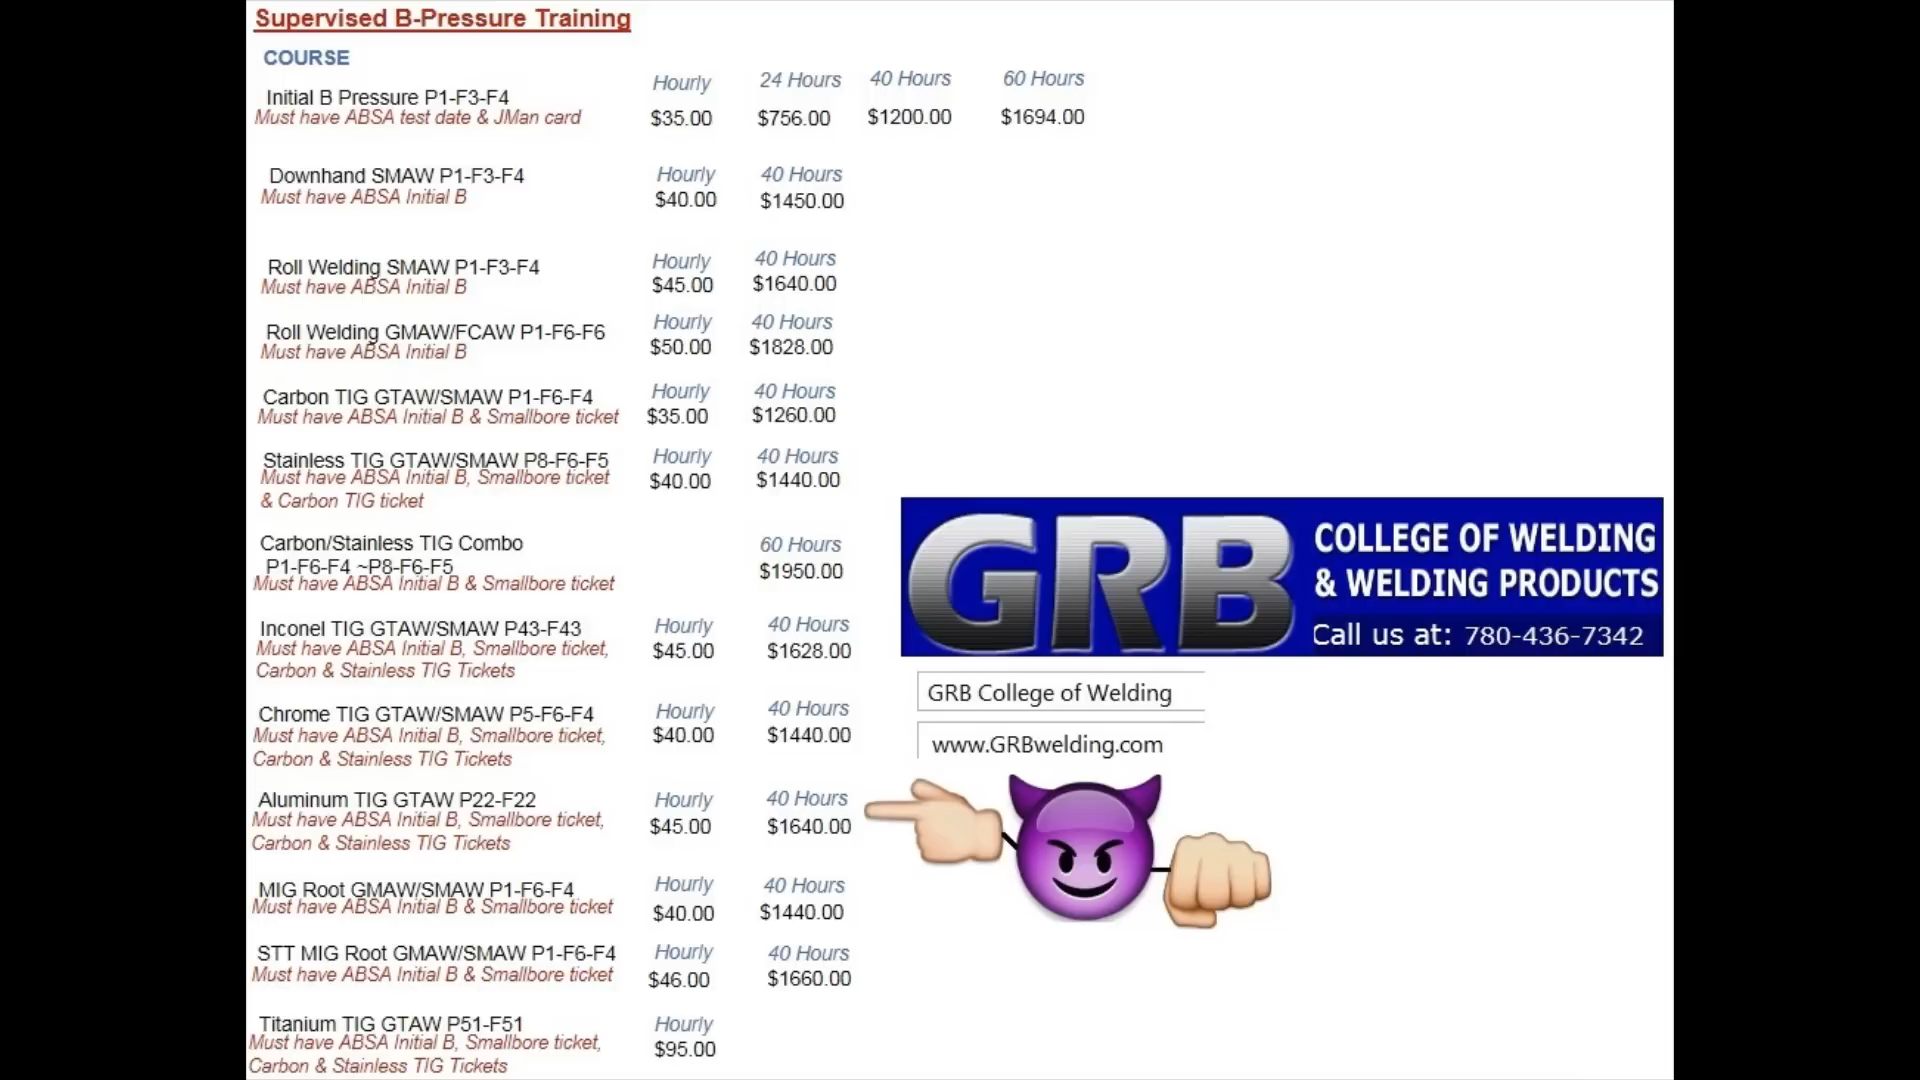 Supervised B-Pressure Training
COURSE
Hourly 24 Hours 40 Hours 60 Hours
Initial B Pressure P1-F3-F4
Must have ABSA test date & JMan card $35.00 $756.00 $1200.00 $1694.00
Downhand SMAW P1-F3-F4 Hourly 40 Hours
Must have ABSA Initial B $40.00 $1450.00
Roll Welding SMAW P1-F3-F4 Hourly 40 Hours
Must have ABSA Initial B $45.00 $1640.00
Roll Welding GMAW/FCAW P1-F6-F6 Hourly 40 Hours
Must have ABSA Initial B $50.00 $1828.00
Carbon TIG GTAW/SMAW P1-F6-F4 Hourly 40 Hours
Must have ABSA Initial B & Smallbore ticket $35.00 $1260.00
Stainless TIG GTAW/SMAW P8-F6-F5 Hourly 40 Hours
Must have ABSA Initial B, Smallbore ticket $40.00 $1440.00
& Carbon TIG ticket
Carbon/Stainless TIG Combo 60 Hours
P1-F6-F4 ~P8-F6-F5 $1950.00
Must have ABSA Initial B & Smallbore ticket
Inconel TIG GTAW/SMAW P43-F43 Hourly 40 Hours
Must have ABSA Initial B, Smallbore ticket, $45.00 $1628.00
Carbon & Stainless TIG Tickets
Chrome TIG GTAW/SMAW P5-F6-F4 Hourly 40 Hours
Must have ABSA Initial B, Smallbore ticket, $40.00 $1440.00
Carbon & Stainless TIG Tickets
Aluminum TIG GTAW P22-F22 Hourly 40 Hours
Must have ABSA Initial B, Smallbore ticket, $45.00 $1640.00
Carbon & Stainless TIG Tickets
MIG Root GMAW/SMAW P1-F6-F4 Hourly 40 Hours
Must have ABSA Initial B & Smallbore ticket $40.00 $1440.00
STT MIG Root GMAW/SMAW P1-F6-F4 Hourly 40 Hours
Must have ABSA Initial B & Smallbore ticket $46.00 $1660.00
Titanium TIG GTAW P51-F51 Hourly
Must have ABSA Initial B, Smallbore ticket, $95.00
Carbon & Stainless TIG Tickets
GRB
COLLEGE OF WELDING
& WELDING PRODUCTS
Call us at: 780-436-7342
GRB College of Welding
www.GRBwelding.com